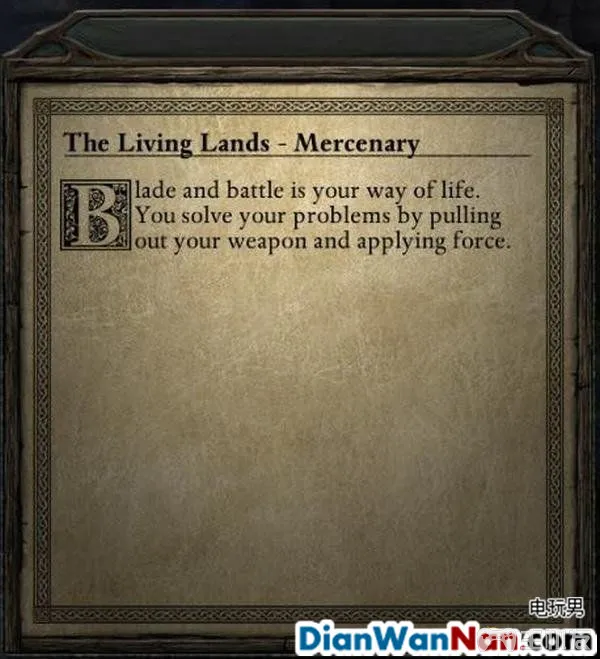 The Living Lands - Mercenary
Blade and battle is your way of life.
You solve your problems by pulling
out your weapon and applying force.
电玩男
DianWanNan.com